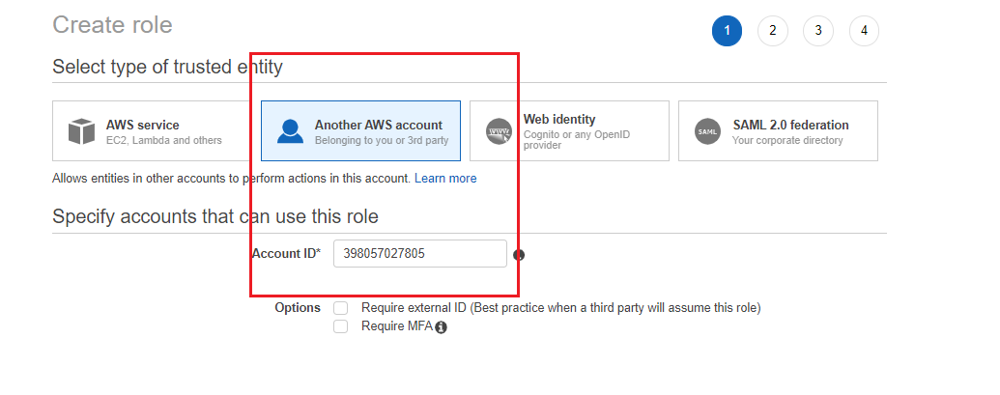 Create role
1 2 3 4
Select type of trusted entity
AWS service
EC2, Lambda and others
Another AWS account
Belonging to you or 3rd party
WWW
Web identity
Cognito or any OpenID
provider
SAML
SAML 2.0 federation
Your corporate directory
Allows entities in other accounts to perform actions in this account. Learn more
Specify accounts that can use this role
Account ID* 398057027805
Options Require external ID (Best practice when a third party will assume this role)
Require MFA